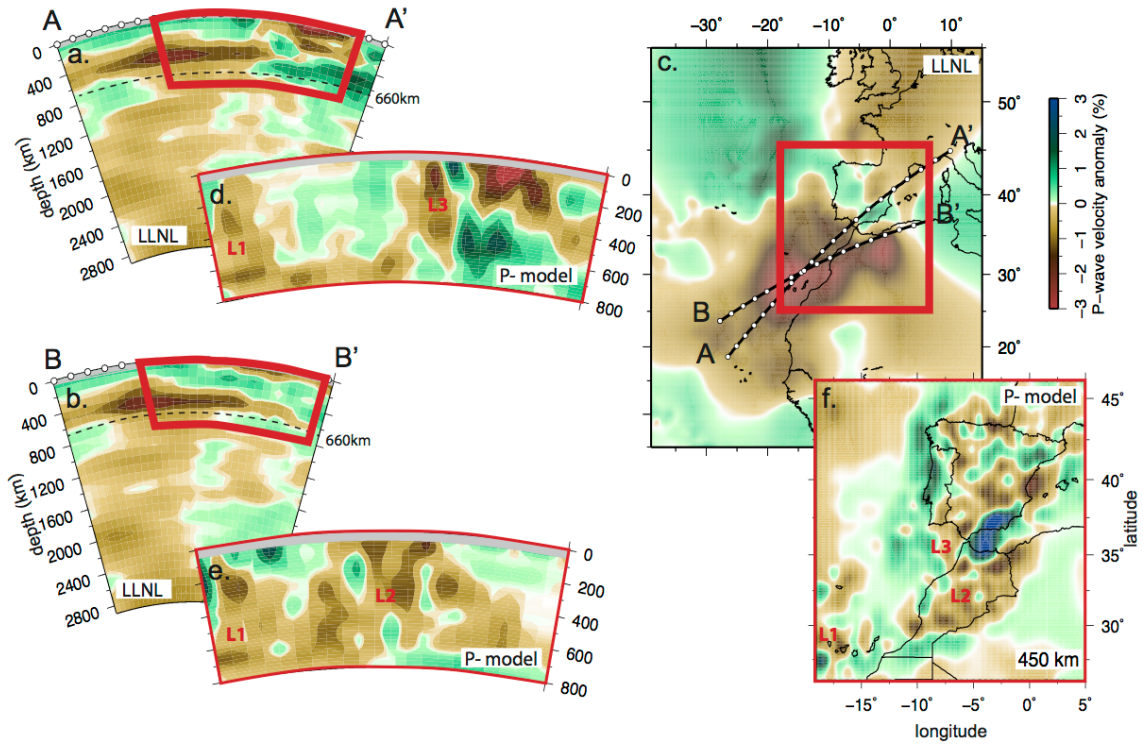 A
A'
a.
0
400
800
1200
1600
2000
2400
2800
depth (km)
LLNL
660km
d.
L1
L3
P- model
0
200
400
600
800
B
B'
b.
0
400
800
1200
1600
2000
2400
2800
depth (km)
LLNL
660km
e.
L1
L2
P- model
0
200
400
600
800
−30° −20° −10° 0° 10°
c.
LLNL
A'
B'
B
A
50°
40°
30°
20°
3
2
1
0
−1
−2
−3
P−wave velocity anomaly (%)
f.
P- model
L3
L2
L1
450 km
45°
40°
35°
30°
latitude
−15° −10° −5° 0° 5°
longitude